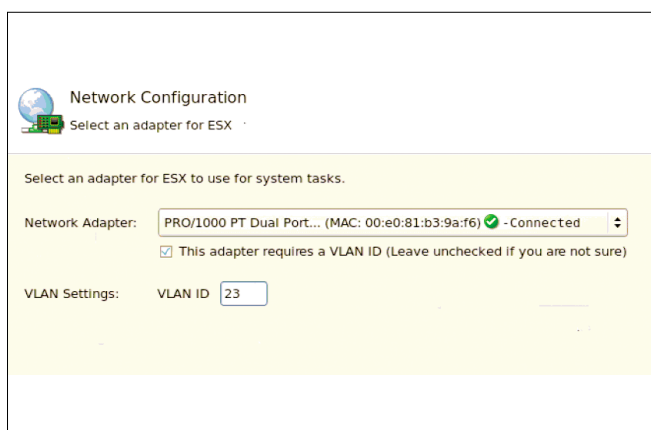 Network Configuration
Select an adapter for ESX
Select an adapter for ESX to use for system tasks.
Network Adapter: PRO/1000 PT Dual Port... (MAC: 00:e0:81:b3:9a:f6) - Connected
This adapter requires a VLAN ID (Leave unchecked if you are not sure)
VLAN Settings: VLAN ID 23